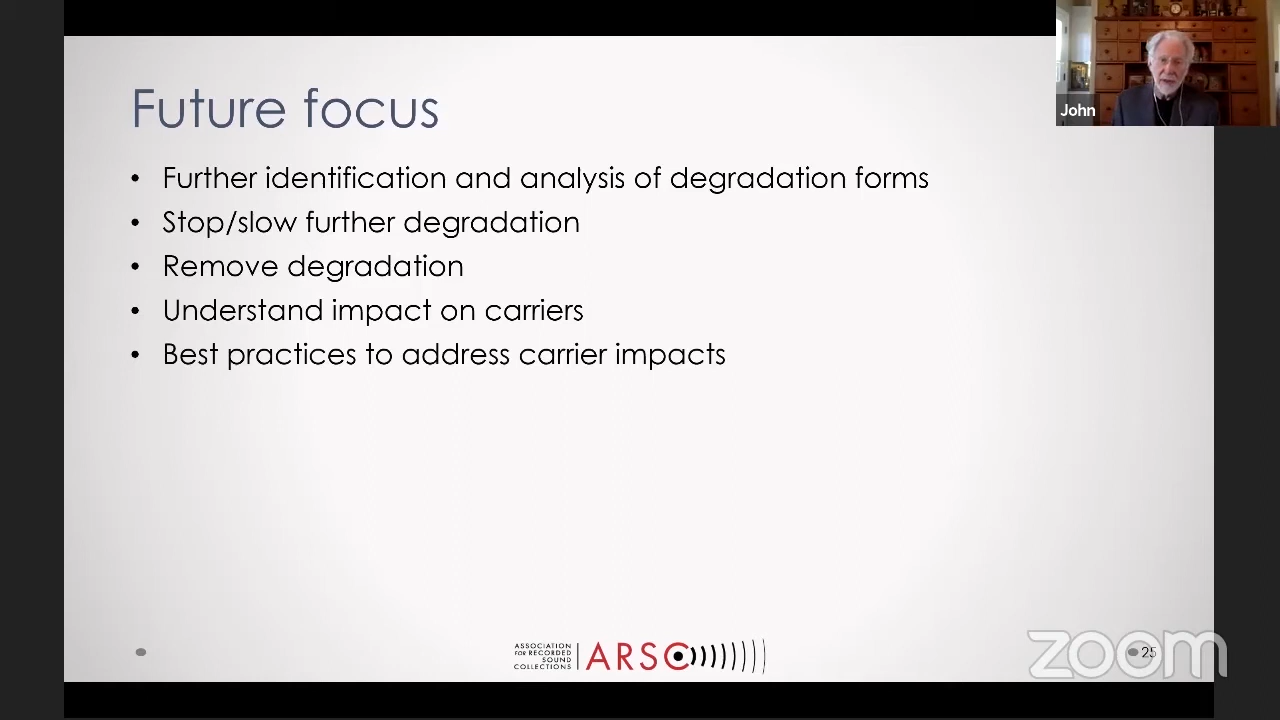 Future focus
John
• Further identification and analysis of degradation forms
• Stop/slow further degradation
• Remove degradation
• Understand impact on carriers
• Best practices to address carrier impacts
ASSOCIATION
FOR RECORDED
SOUND
COLLECTIONS
ARSC
zoom
25